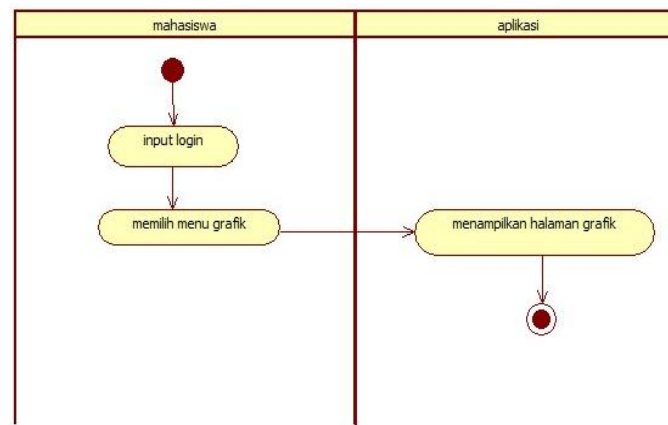 mahasiswa
aplikasi
input login
memilih menu grafik
menampilkan halaman grafik